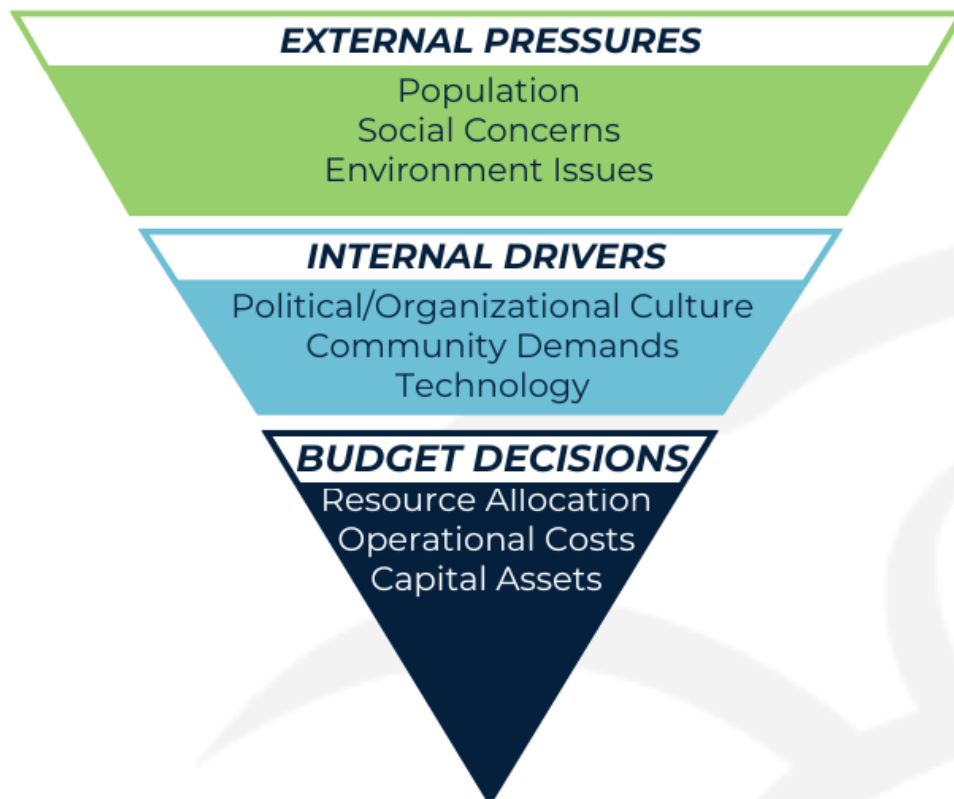 EXTERNAL PRESSURES
Population
Social Concerns
Environment Issues
INTERNAL DRIVERS
Political/Organizational Culture
Community Demands
Technology
BUDGET DECISIONS
Resource Allocation
Operational Costs
Capital Assets